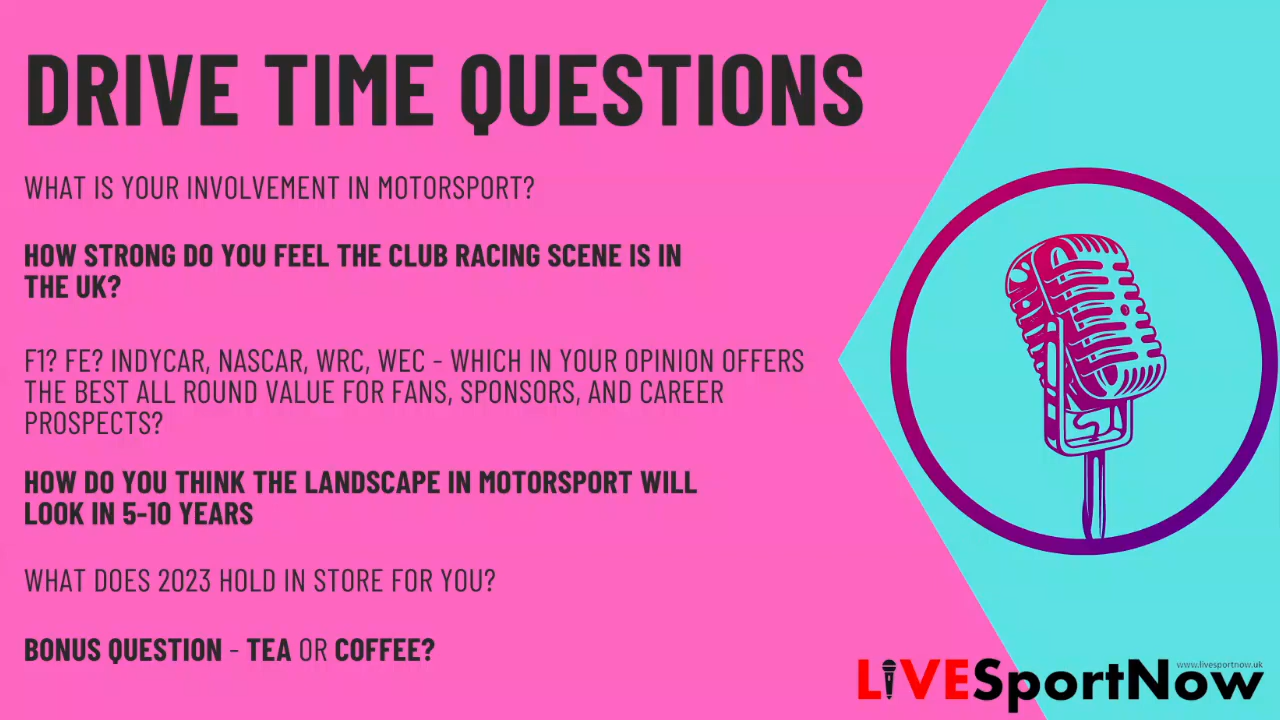 DRIVE TIME QUESTIONS
WHAT IS YOUR INVOLVEMENT IN MOTORSPORT?
HOW STRONG DO YOU FEEL THE CLUB RACING SCENE IS IN
THE UK?
F1? FE? INDYCAR, NASCAR, WRC, WEC - WHICH IN YOUR OPINION OFFERS
THE BEST ALL ROUND VALUE FOR FANS, SPONSORS, AND CAREER
PROSPECTS?
HOW DO YOU THINK THE LANDSCAPE IN MOTORSPORT WILL
LOOK IN 5-10 YEARS
WHAT DOES 2023 HOLD IN STORE FOR YOU?
BONUS QUESTION - TEA OR COFFEE?
www.livesportnow.uk
LiVESportNow